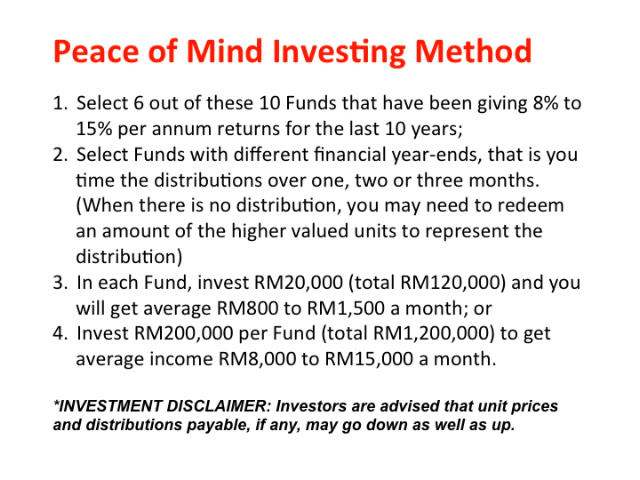 Peace of Mind Investing Method
1. Select 6 out of these 10 Funds that have been giving 8% to
15% per annum returns for the last 10 years;
2. Select Funds with different financial year-ends, that is you
time the distributions over one, two or three months.
(When there is no distribution, you may need to redeem
an amount of the higher valued units to represent the
distribution)
3. In each Fund, invest RM20,000 (total RM120,000) and you
will get average RM800 to RM1,500 a month; or
4. Invest RM200,000 per Fund (total RM1,200,000) to get
average income RM8,000 to RM15,000 a month.
*INVESTMENT DISCLAIMER: Investors are advised that unit prices
and distributions payable, if any, may go down as well as up.